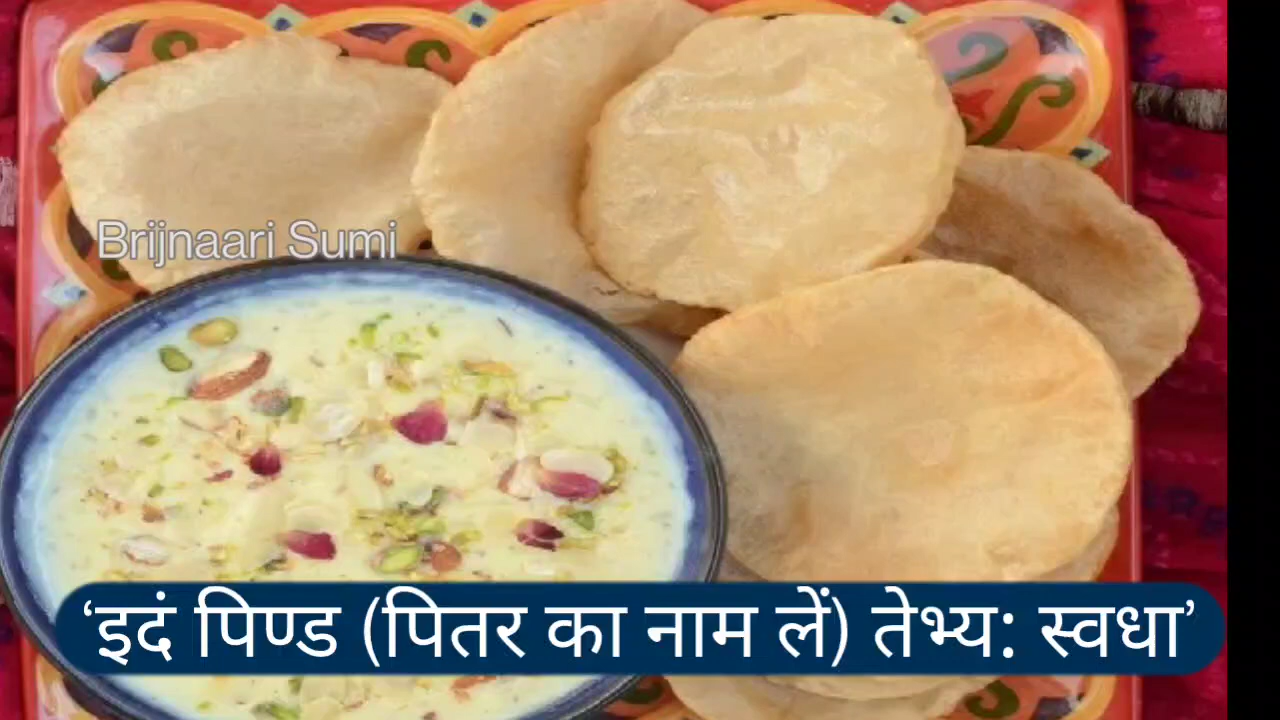 Brijnaari Sumi
‘इदं पिण्ड (पितर का नाम लें) तेभ्य: स्वधा’